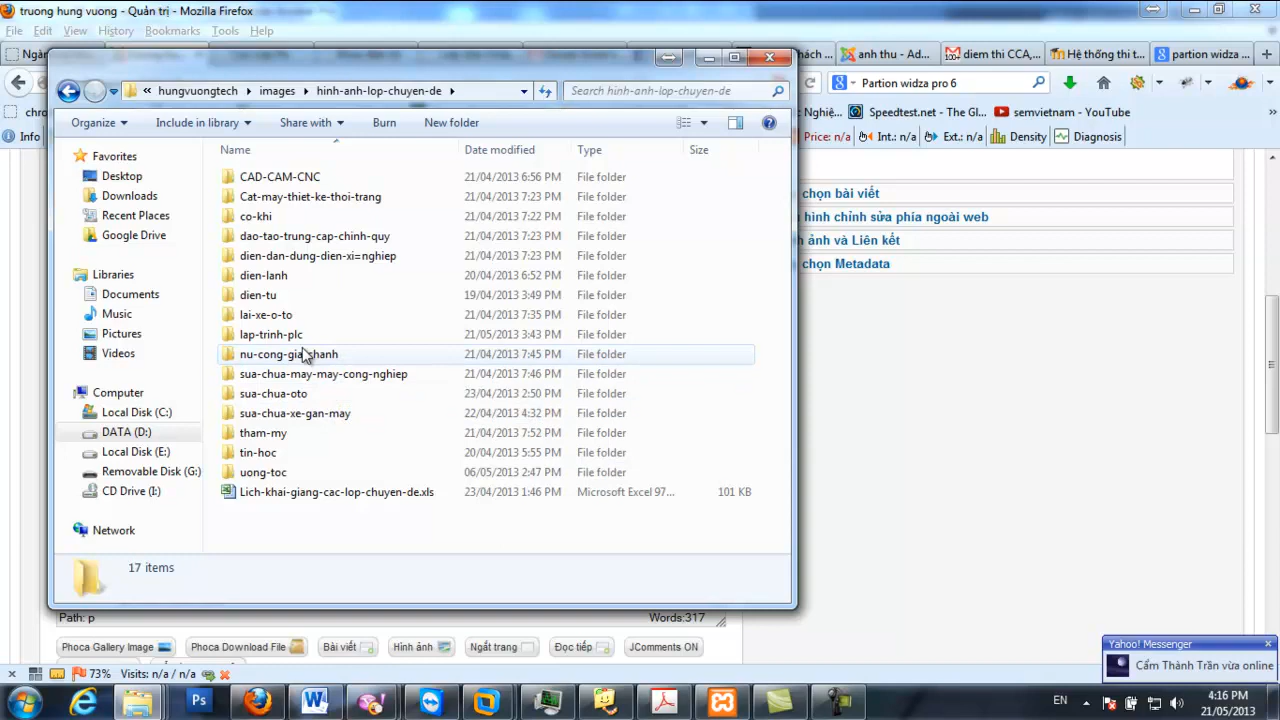 truong hung vuong - Quản trị - Mozilla Firefox
File Edit View History Bookmarks Tools Help
anh thu - Ad... diem thi CCA,... Hệ thống thi t... partion widza ...
hungvuongtech images hinh-anh-lop-chuyen-de Search hinh-anh-lop-chuyen-de
Partion widza pro 6
Organize Include in library Share with Burn New folder
Speedtest.net - The Gl... semvietnam - YouTube
Info
Price: n/a Int.: n/a Ext.: n/a Density Diagnosis
Name Date modified Type Size
Favorites
Desktop
Downloads
Recent Places
Google Drive
Libraries
Documents
Music
Pictures
Videos
Computer
Local Disk (C:)
DATA (D:)
Local Disk (E:)
Removable Disk (G:)
CD Drive (I:)
Network
CAD-CAM-CNC 21/04/2013 6:56 PM File folder
Cat-may-thiet-ke-thoi-trang 21/04/2013 7:23 PM File folder
co-khi 21/04/2013 7:22 PM File folder
dao-tao-trung-cap-chinh-quy 21/04/2013 7:23 PM File folder
dien-dan-dung-dien-xi=nghiep 21/04/2013 7:23 PM File folder
dien-lanh 20/04/2013 6:52 PM File folder
dien-tu 19/04/2013 3:49 PM File folder
lai-xe-o-to 21/04/2013 7:35 PM File folder
lap-trinh-plc 21/05/2013 3:43 PM File folder
21/04/2013 7:45 PM File folder
sua-chua-may-may-cong-nghiep 21/04/2013 7:46 PM File folder
sua-chua-oto 23/04/2013 2:50 PM File folder
sua-chua-xe-gan-may 22/04/2013 4:32 PM File folder
tham-my 21/04/2013 7:52 PM File folder
tin-hoc 20/04/2013 5:55 PM File folder
uong-toc 06/05/2013 2:47 PM File folder
Lich-khai-giang-cac-lop-chuyen-de.xls 23/04/2013 1:46 PM Microsoft Excel 97... 101 KB
17 items
chọn bài viết
hình chỉnh sửa phía ngoài web
ảnh và Liên kết
chọn Metadata
Path: p Words:317
Phoca Gallery Image Phoca Download File Bài viết Hình ảnh Ngắt trang Đọc tiếp JComments ON
Yahoo! Messenger
Cẩm Thành Trần vừa online
73% Visits: n/a / n/a
EN
4:16 PM
21/05/2013